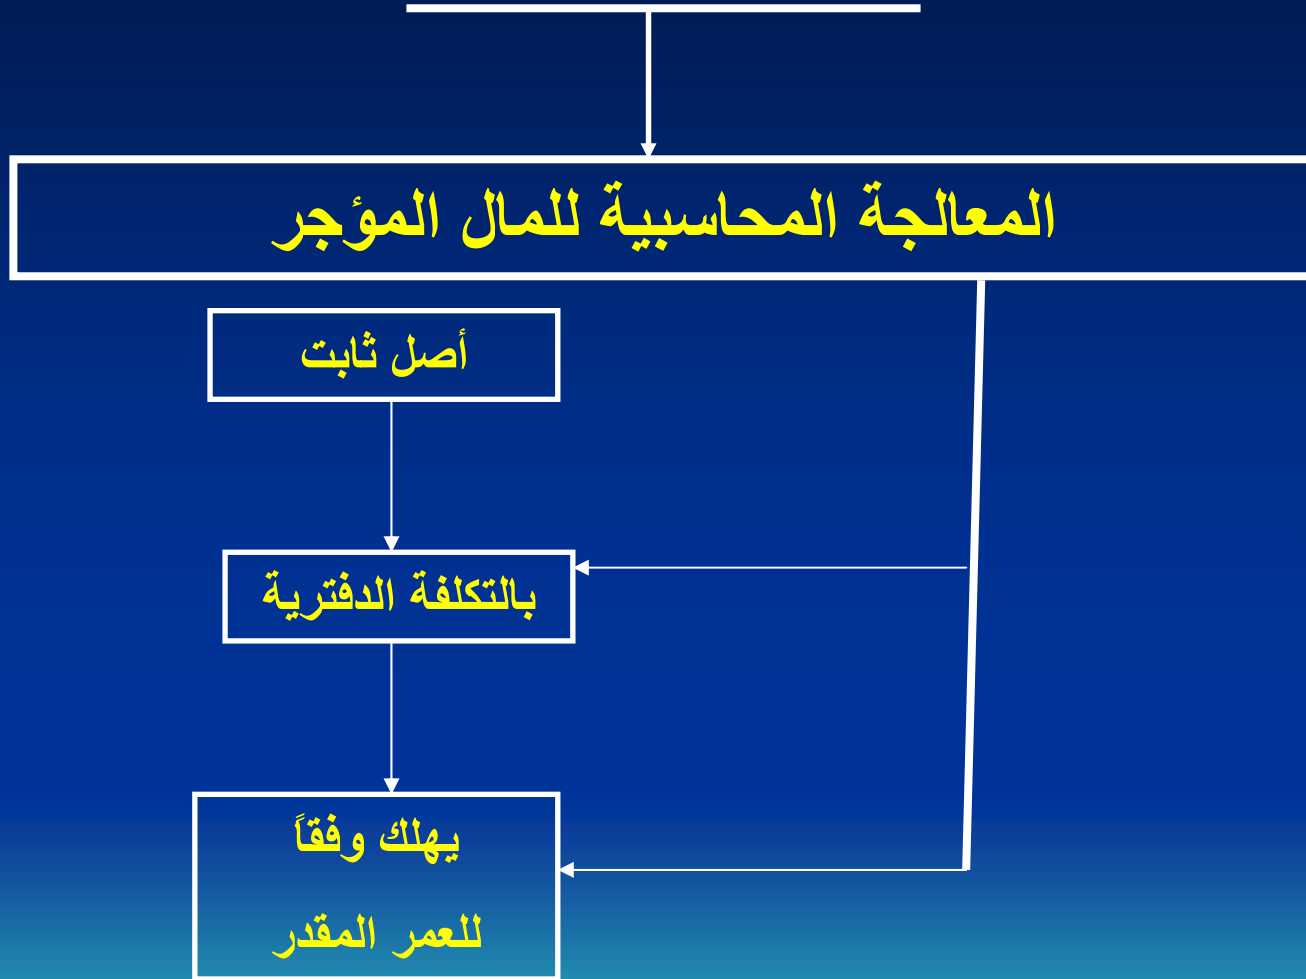 المعالجة المحاسبية للمال المؤجر
أصل ثابت
بالتكلفة الدفترية
يهلك وفقاً
للعمر المقدر